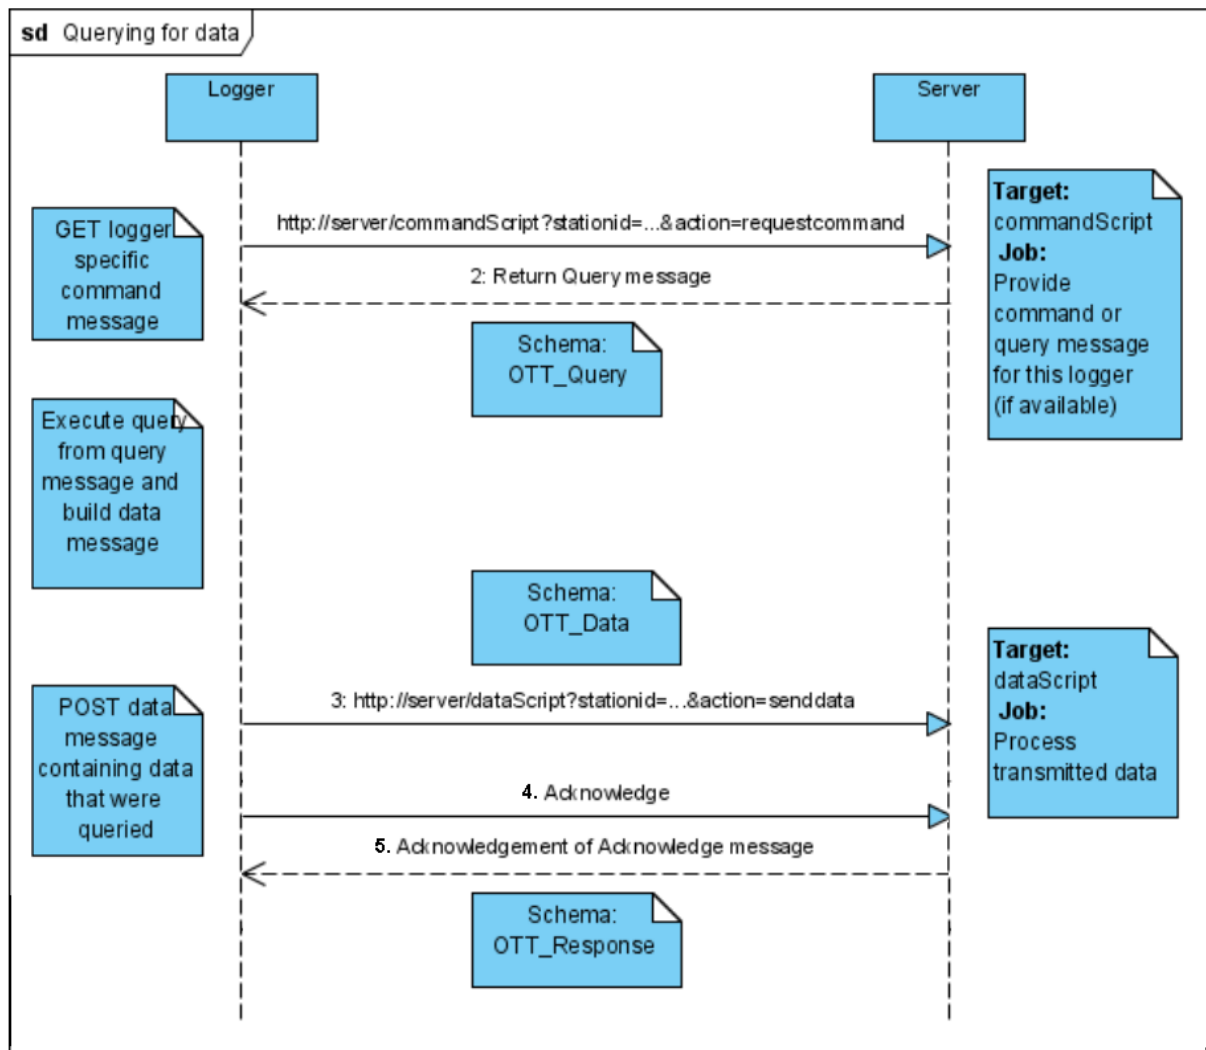 sd Querying for data
Logger
Server
GET logger
specific
command
message
http://server/commandScript?stationid=...&action=requestcommand
2: Return Query message
Schema:
OTT_Query
Target:
commandScript
Job:
Provide
command or
query message
for this logger
(if available)
Execute query
from query
message and
build data
message
Schema:
OTT_Data
POST data
message
containing data
that were
queried
3: http://server/dataScript?stationid=...&action=senddata
Target:
dataScript
Job:
Process
transmitted data
4. Acknowledge
5. Acknowledgement of Acknowledge message
Schema:
OTT_Response